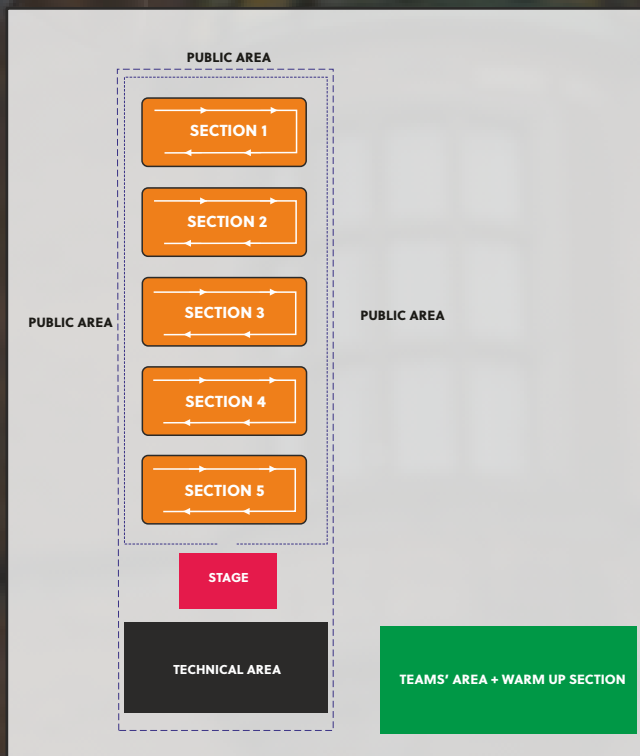 PUBLIC AREA
SECTION 1
SECTION 2
SECTION 3
PUBLIC AREA
PUBLIC AREA
SECTION 4
SECTION 5
STAGE
TECHNICAL AREA
TEAMS' AREA + WARM UP SECTION